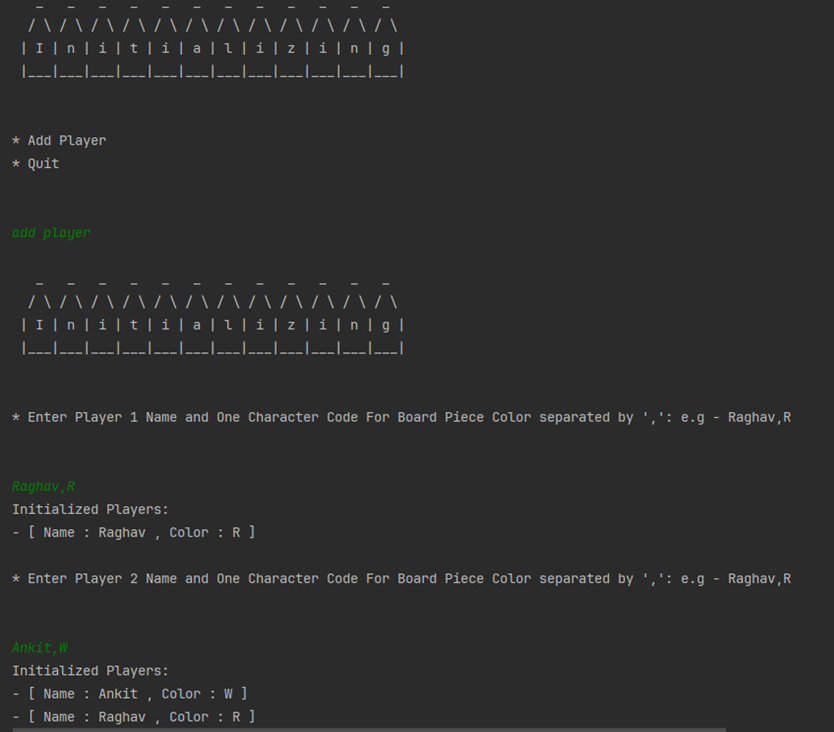 _   _   _   _   _   _   _   _   _   _   _   _
 / \ / \ / \ / \ / \ / \ / \ / \ / \ / \ / \ / \
| I | n | i | t | i | a | l | i | z | i | n | g |
|___|___|___|___|___|___|___|___|___|___|___|___|
* Add Player
* Quit
add player
  _   _   _   _   _   _   _   _   _   _   _   _
 / \ / \ / \ / \ / \ / \ / \ / \ / \ / \ / \ / \
| I | n | i | t | i | a | l | i | z | i | n | g |
|___|___|___|___|___|___|___|___|___|___|___|___|
* Enter Player 1 Name and One Character Code For Board Piece Color separated by ',': e.g - Raghav,R
Raghav,R
Initialized Players:
- [ Name : Raghav , Color : R ]
* Enter Player 2 Name and One Character Code For Board Piece Color separated by ',': e.g - Raghav,R
Ankit,W
Initialized Players:
- [ Name : Ankit , Color : W ]
- [ Name : Raghav , Color : R ]